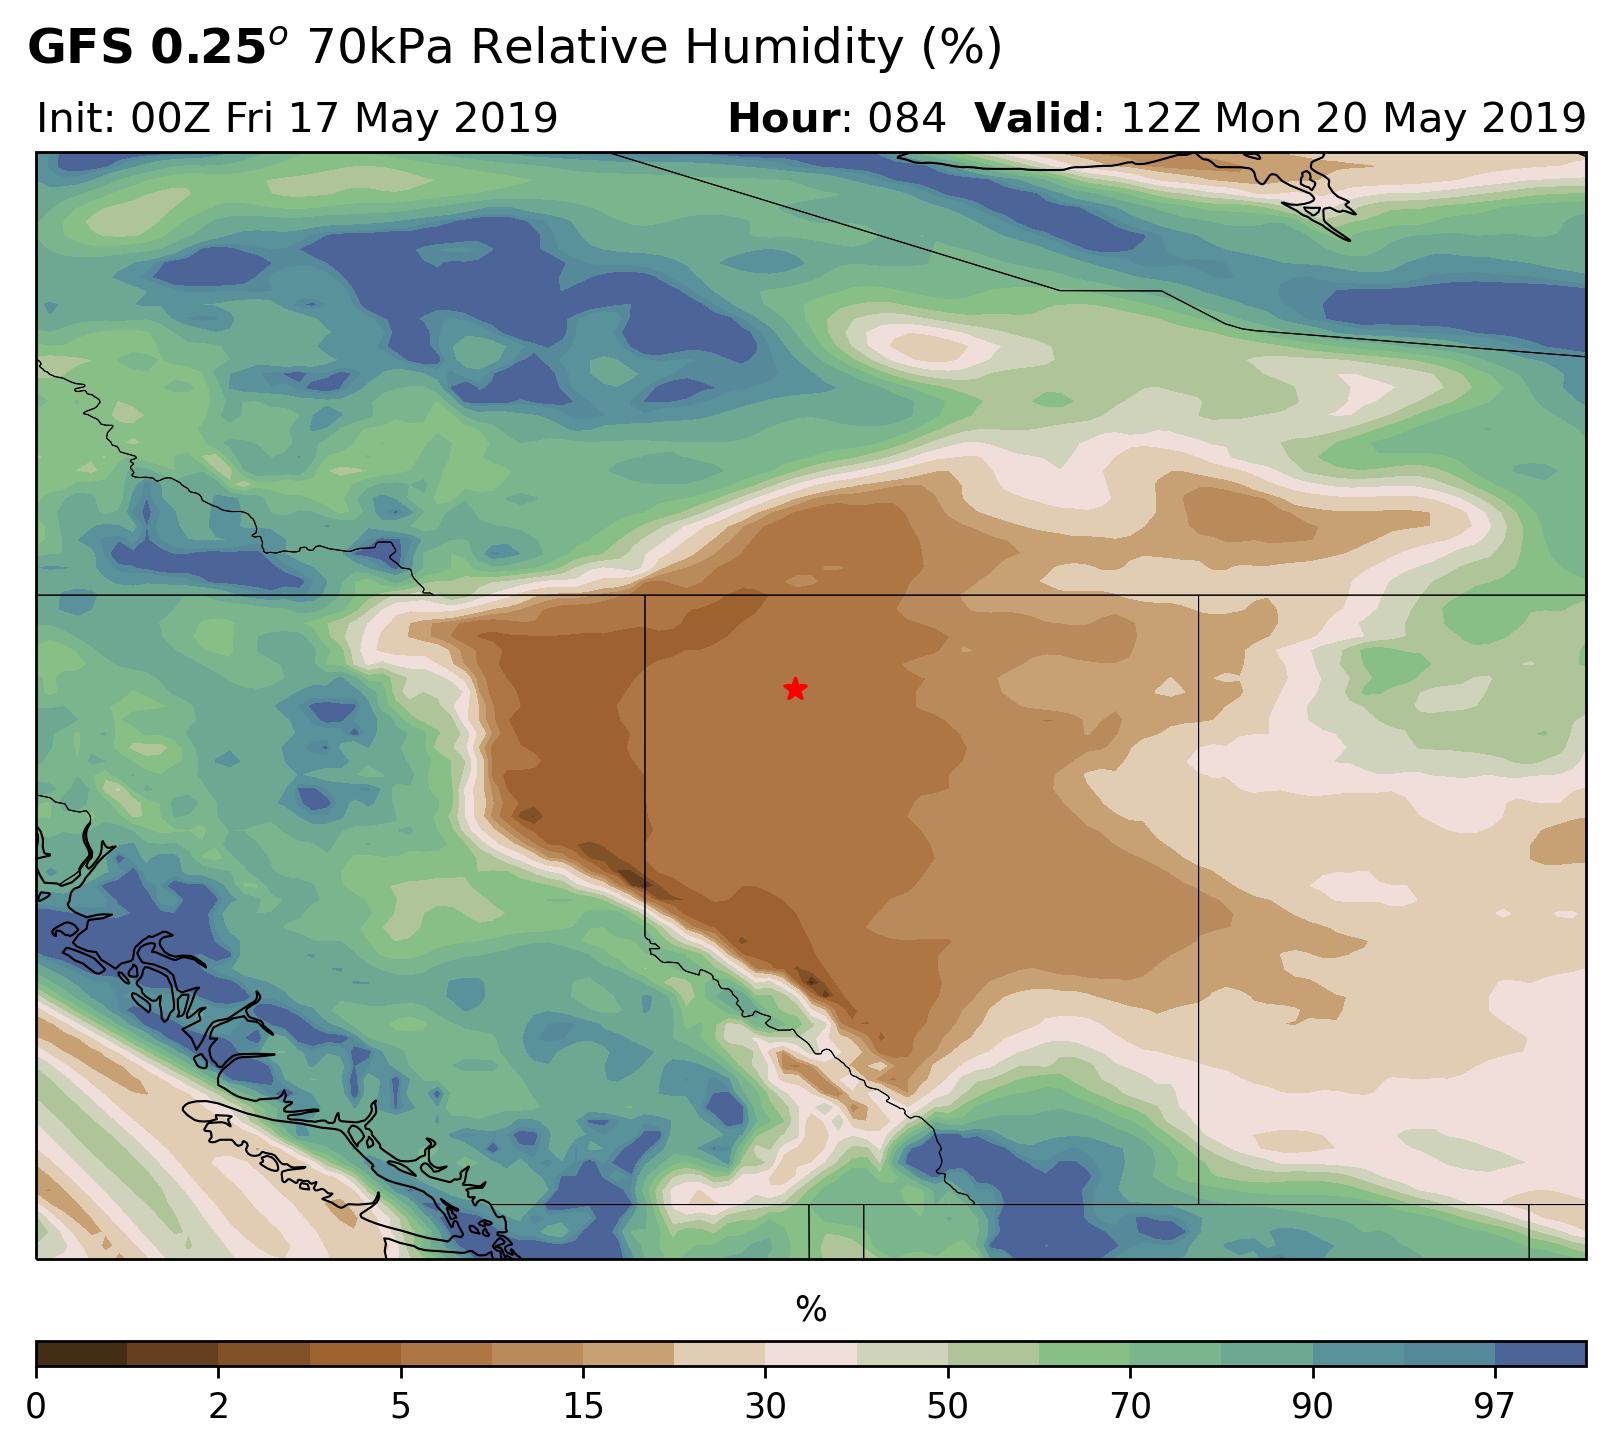 GFS 0.25° 70kPa Relative Humidity (%)
Init: 00Z Fri 17 May 2019 Hour: 084 Valid: 12Z Mon 20 May 2019
%
0 2 5 15 30 50 70 90 97